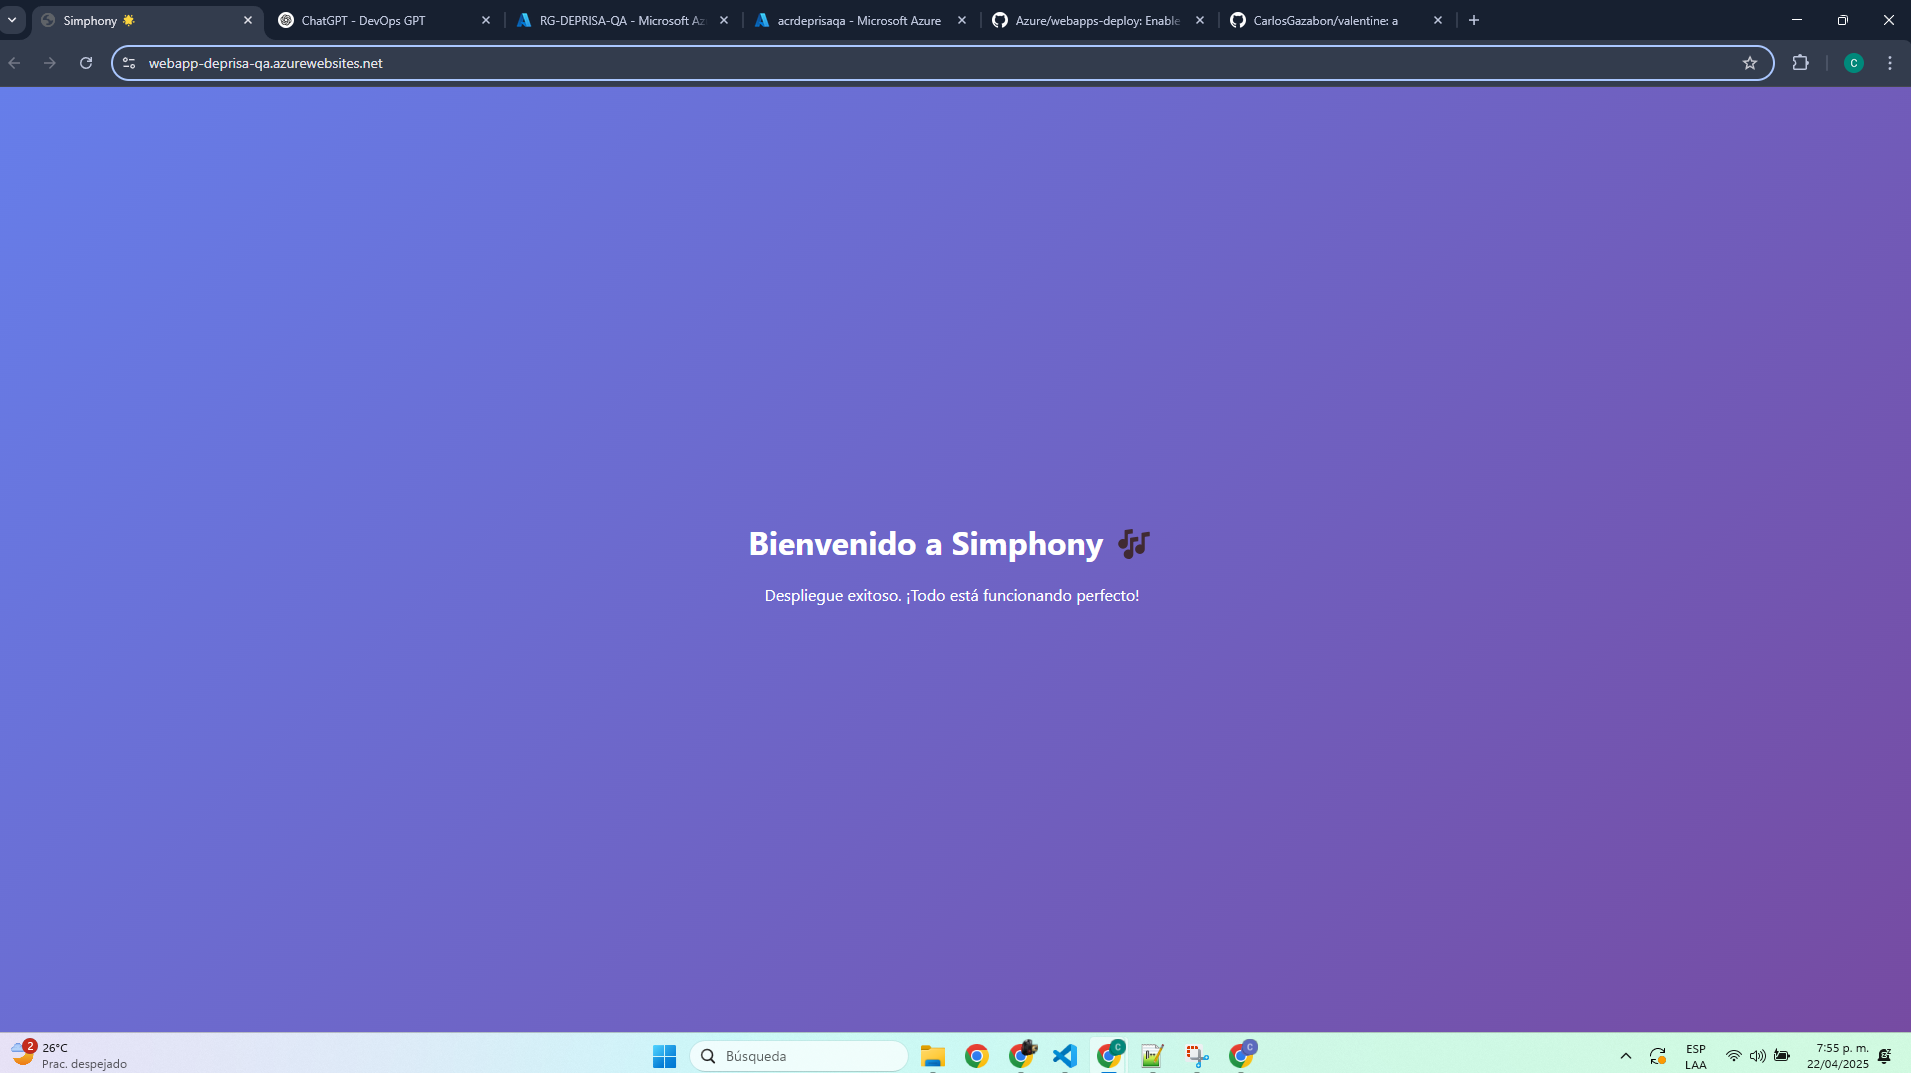 Simphony 🌟
ChatGPT - DevOps GPT
RG-DEPRISA-QA - Microsoft Az
acrdeprisaqa - Microsoft Azure
Azure/webapps-deploy: Enable
CarlosGazabon/valentine: a
webapp-deprisa-qa.azurewebsites.net
C
Bienvenido a Simphony 🎶
Despliegue exitoso. ¡Todo está funcionando perfecto!
2
26°C
Prac. despejado
Búsqueda
C
C
ESP
LAA
7:55 p. m.
22/04/2025